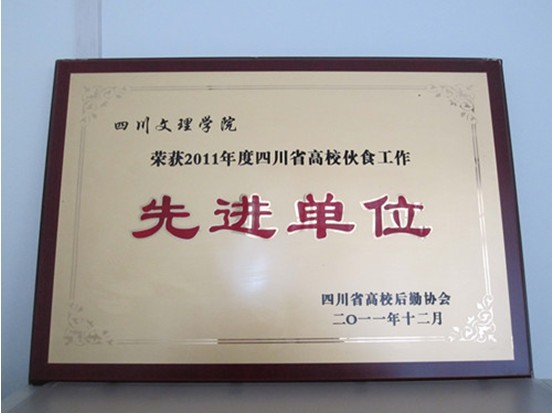 四川文理学院
荣获2011年度四川省高校伙食工作
先进单位
四川省高校后勤协会
二〇一一年十二月